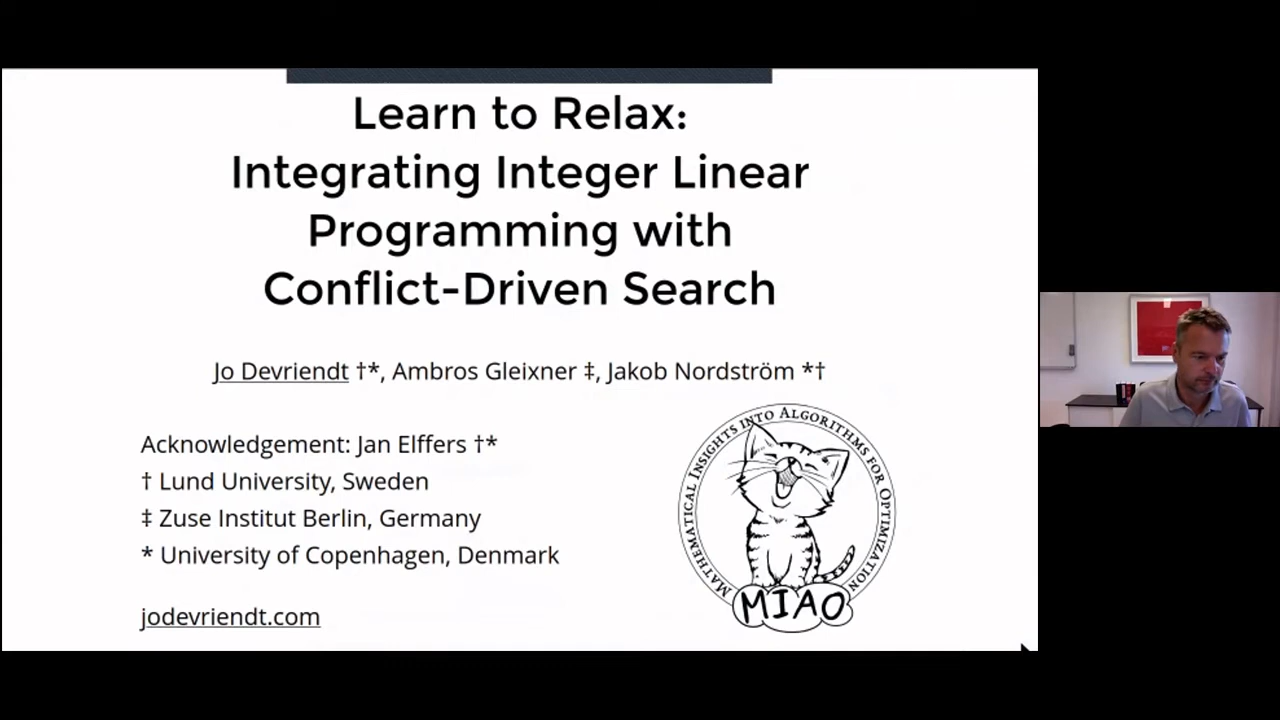 Learn to Relax:
Integrating Integer Linear
Programming with
Conflict-Driven Search
Jo Devriendt †*, Ambros Gleixner ‡, Jakob Nordström *†
Acknowledgement: Jan Elffers †*
† Lund University, Sweden
‡ Zuse Institut Berlin, Germany
* University of Copenhagen, Denmark
jodevriendt.com
MATHEMATICAL INSIGHTS INTO ALGORITHMS FOR OPTIMIZATION
MIAO